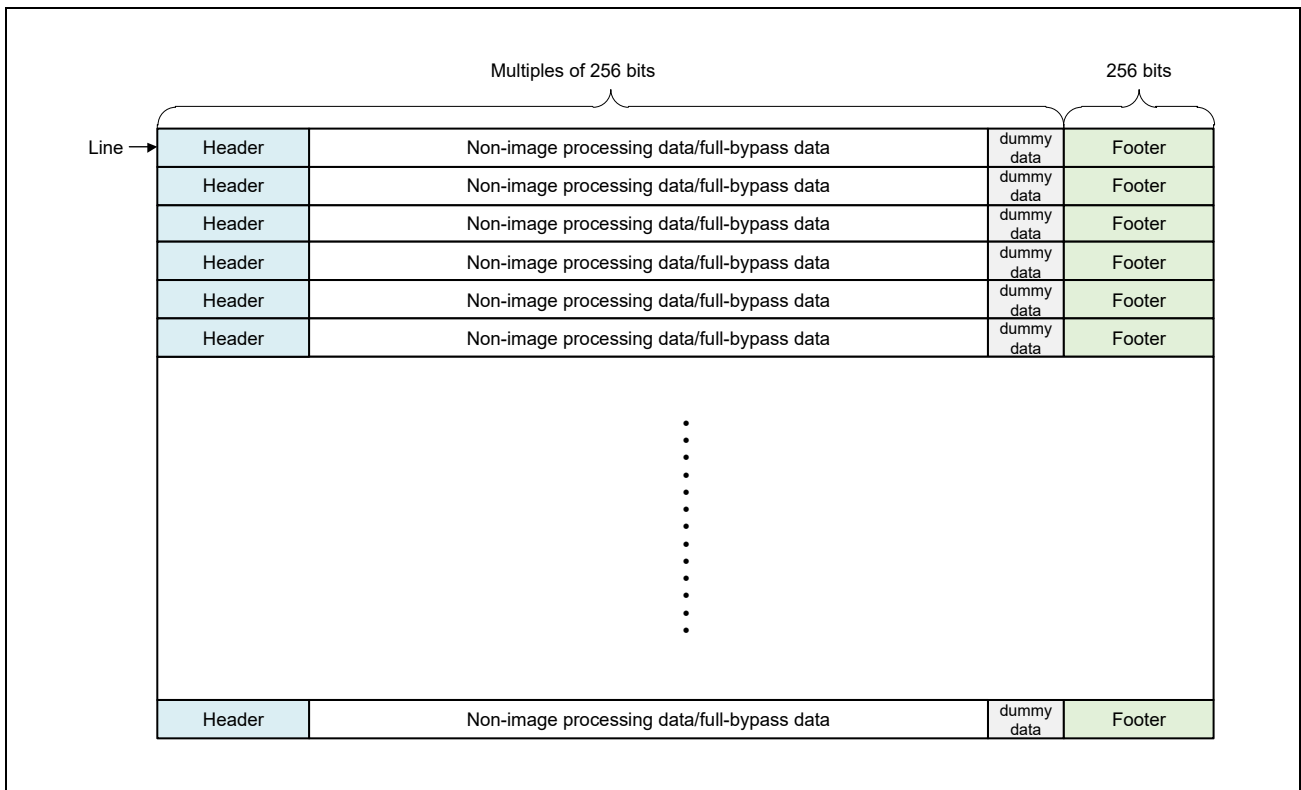 Multiples of 256 bits 256 bits
Line Header Non-image processing data/full-bypass data dummy data Footer
Header Non-image processing data/full-bypass data dummy data Footer
Header Non-image processing data/full-bypass data dummy data Footer
Header Non-image processing data/full-bypass data dummy data Footer
Header Non-image processing data/full-bypass data dummy data Footer
Header Non-image processing data/full-bypass data dummy data Footer
Header Non-image processing data/full-bypass data dummy data Footer